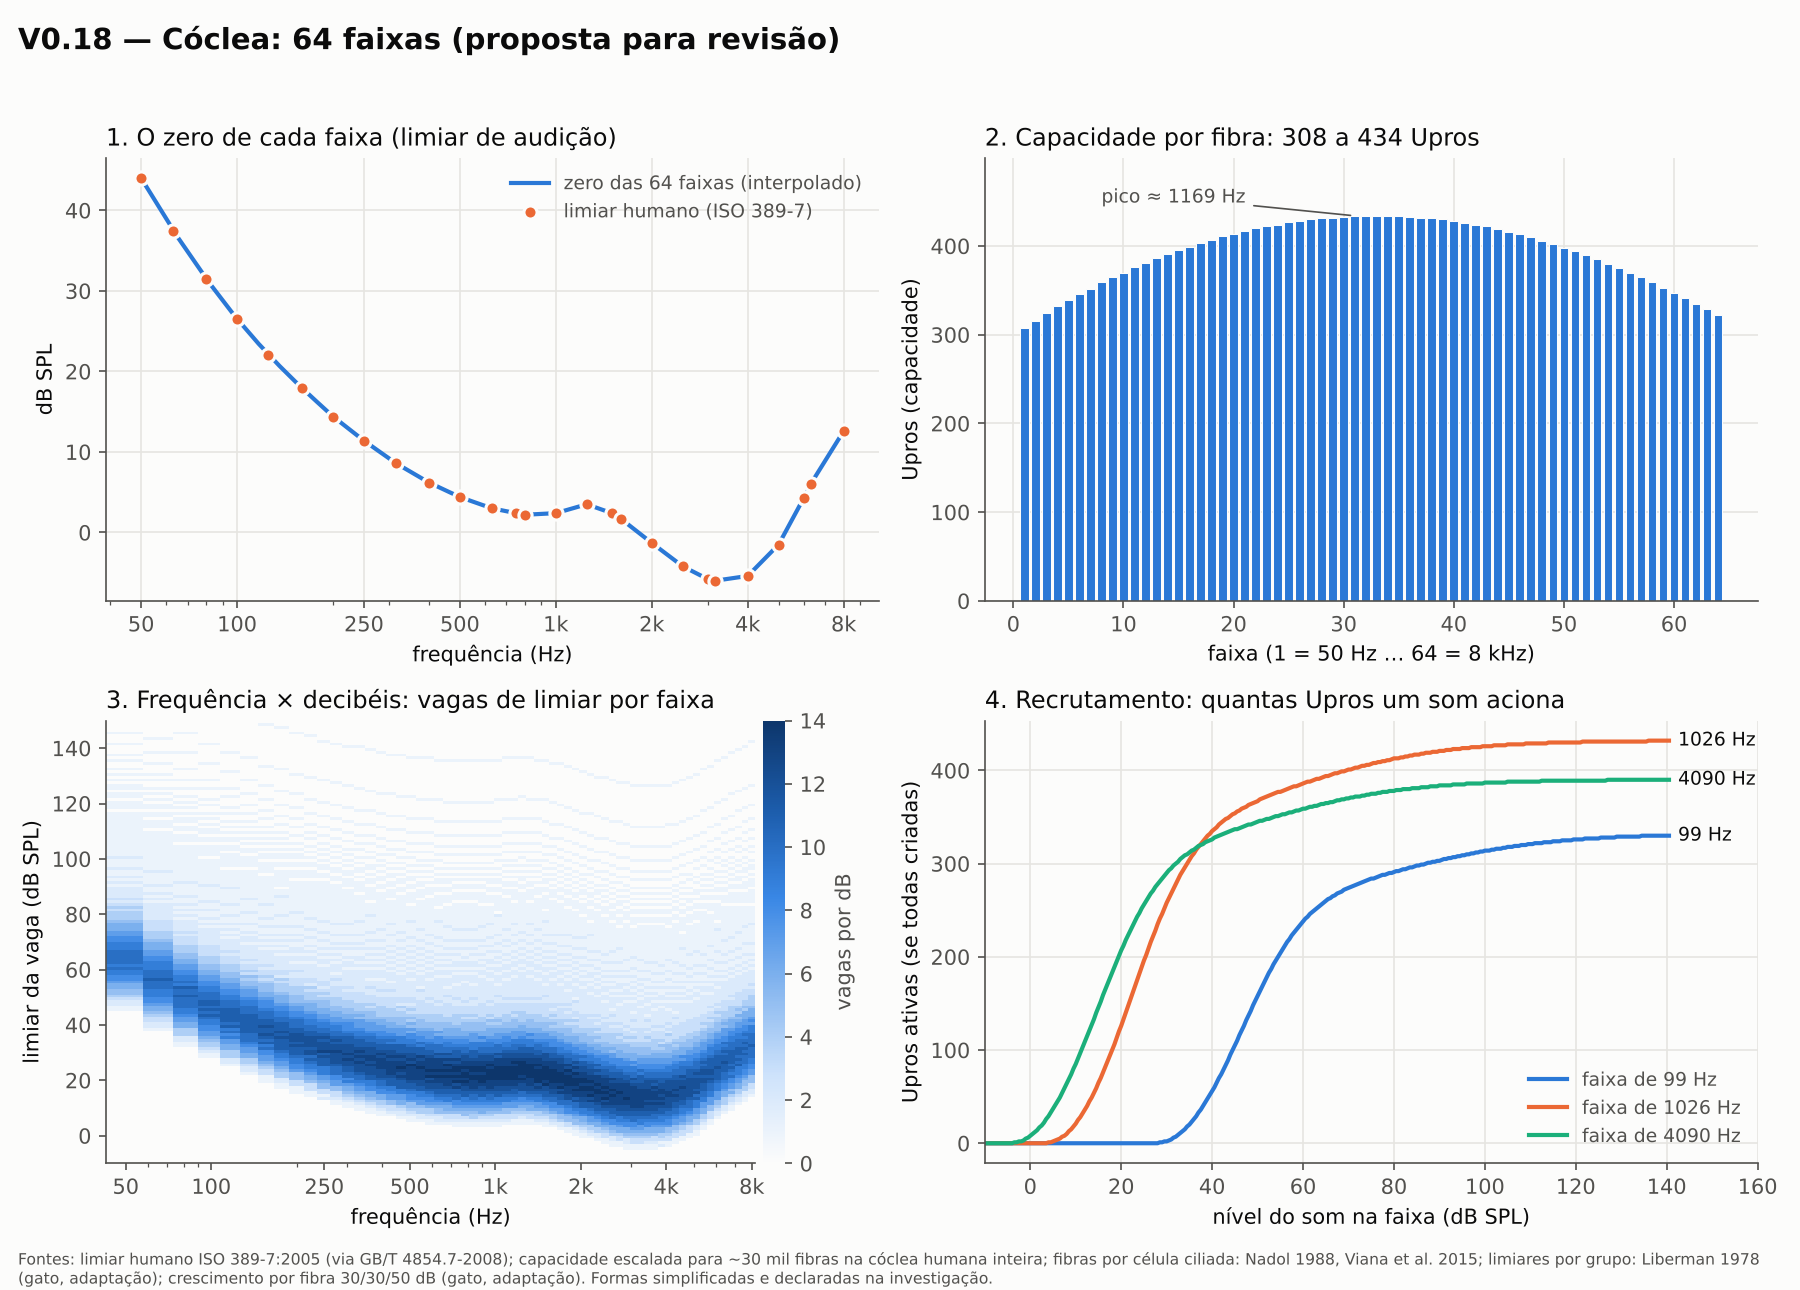 V0.18 — Cóclea: 64 faixas (proposta para revisão)
1. O zero de cada faixa (limiar de audição)
zero das 64 faixas (interpolado)
limiar humano (ISO 389-7)
40
30
20
10
0
dB SPL
50 100 250 500 1k 2k 4k 8k
frequência (Hz)
2. Capacidade por fibra: 308 a 434 Upros
pico ≈ 1169 Hz
400
300
200
100
0
Upros (capacidade)
0 10 20 30 40 50 60
faixa (1 = 50 Hz ... 64 = 8 kHz)
3. Frequência × decibéis: vagas de limiar por faixa
140
120
100
80
60
40
20
0
limiar da vaga (dB SPL)
50 100 250 500 1k 2k 4k 8k
frequência (Hz)
14
12
10
8
6
4
2
0
vagas por dB
4. Recrutamento: quantas Upros um som aciona
1026 Hz
4090 Hz
99 Hz
400
300
200
100
0
Upros ativas (se todas criadas)
faixa de 99 Hz
faixa de 1026 Hz
faixa de 4090 Hz
0 20 40 60 80 100 120 140 160
nível do som na faixa (dB SPL)
Fontes: limiar humano ISO 389-7:2005 (via GB/T 4854.7-2008); capacidade escalada para ~30 mil fibras na cóclea humana inteira; fibras por célula ciliada: Nadol 1988, Viana et al. 2015; limiares por grupo: Liberman 1978
(gato, adaptação); crescimento por fibra 30/30/50 dB (gato, adaptação). Formas simplificadas e declaradas na investigação.